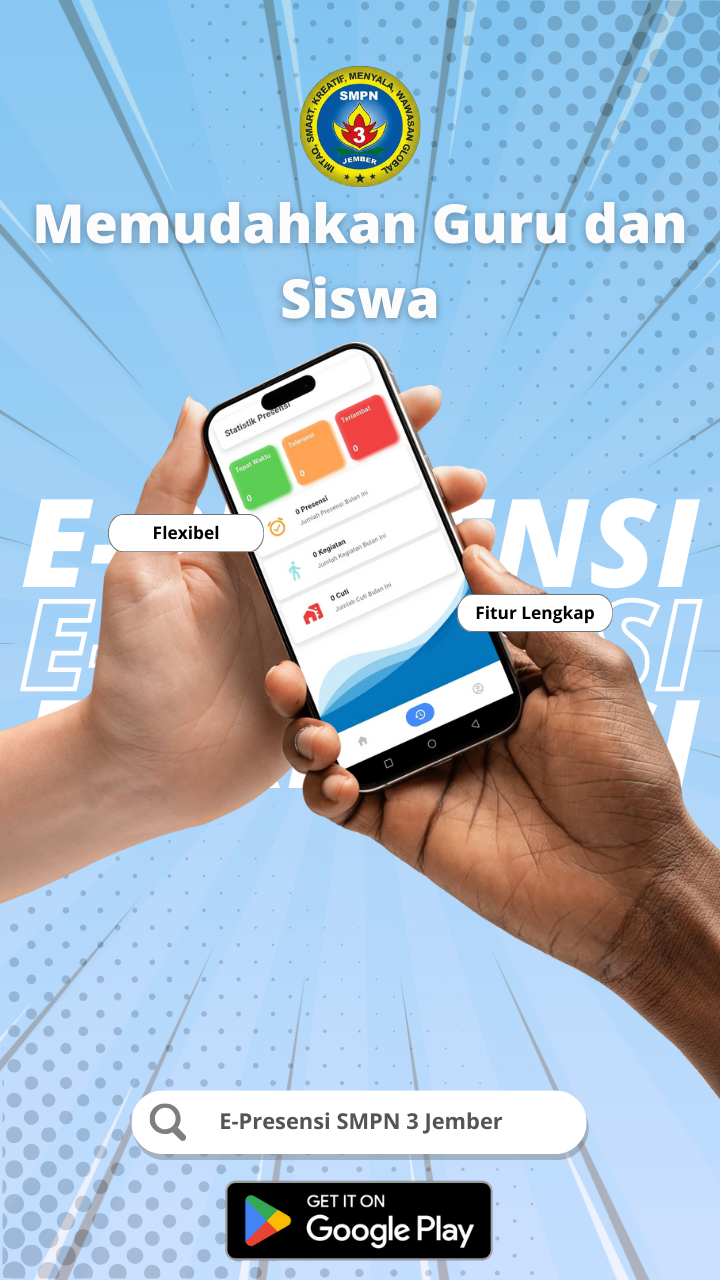 IMTAQ, SMART, KREATIF, MENYALA, WAWASAN GLOBAL
SMPN
3
JEMBER
Memudahkan Guru dan
Siswa
Statistik Presensi
Tepat Waktu
0
Toleransi
0
Terlambat
0
0 Presensi
Jumlah Presensi Bulan Ini
0 Kegiatan
Jumlah Kegiatan Bulan Ini
0 Cuti
Jumlah Cuti Bulan Ini
E- ENSI
Flexibel
E- SI
Fitur Lengkap
E-Presensi SMPN 3 Jember
GET IT ON
Google Play